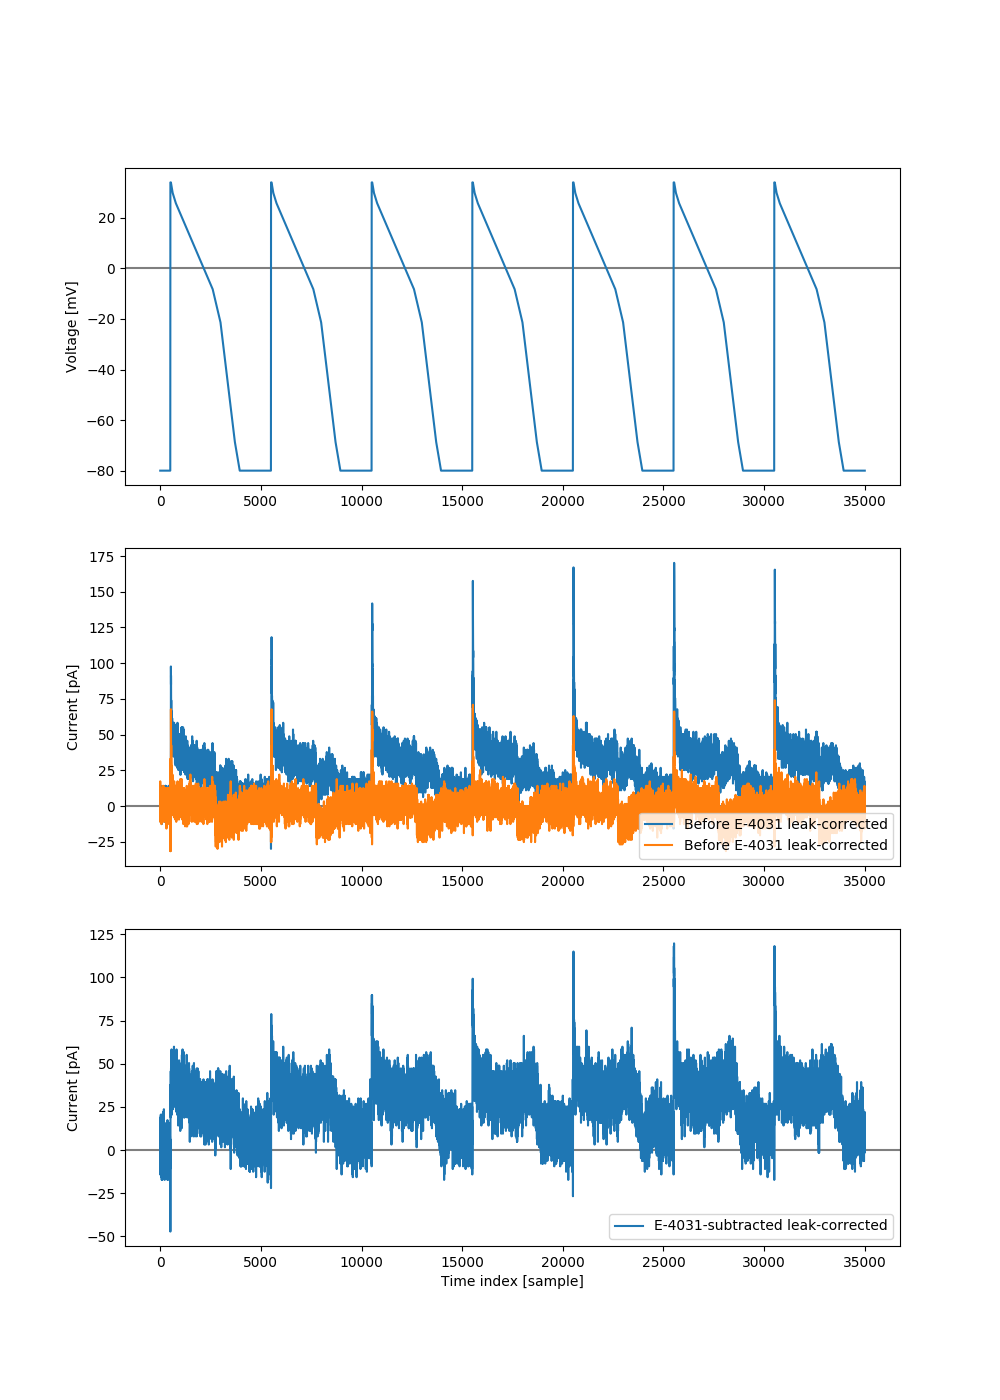 20
0
−20
−40
−60
−80
Voltage [mV]
0 5000 10000 15000 20000 25000 30000 35000
175
150
125
100
75
50
25
0
−25
Current [pA]
Before E-4031 leak-corrected
Before E-4031 leak-corrected
0 5000 10000 15000 20000 25000 30000 35000
125
100
75
50
25
0
−25
−50
Current [pA]
E-4031-subtracted leak-corrected
0 5000 10000 15000 20000 25000 30000 35000
Time index [sample]